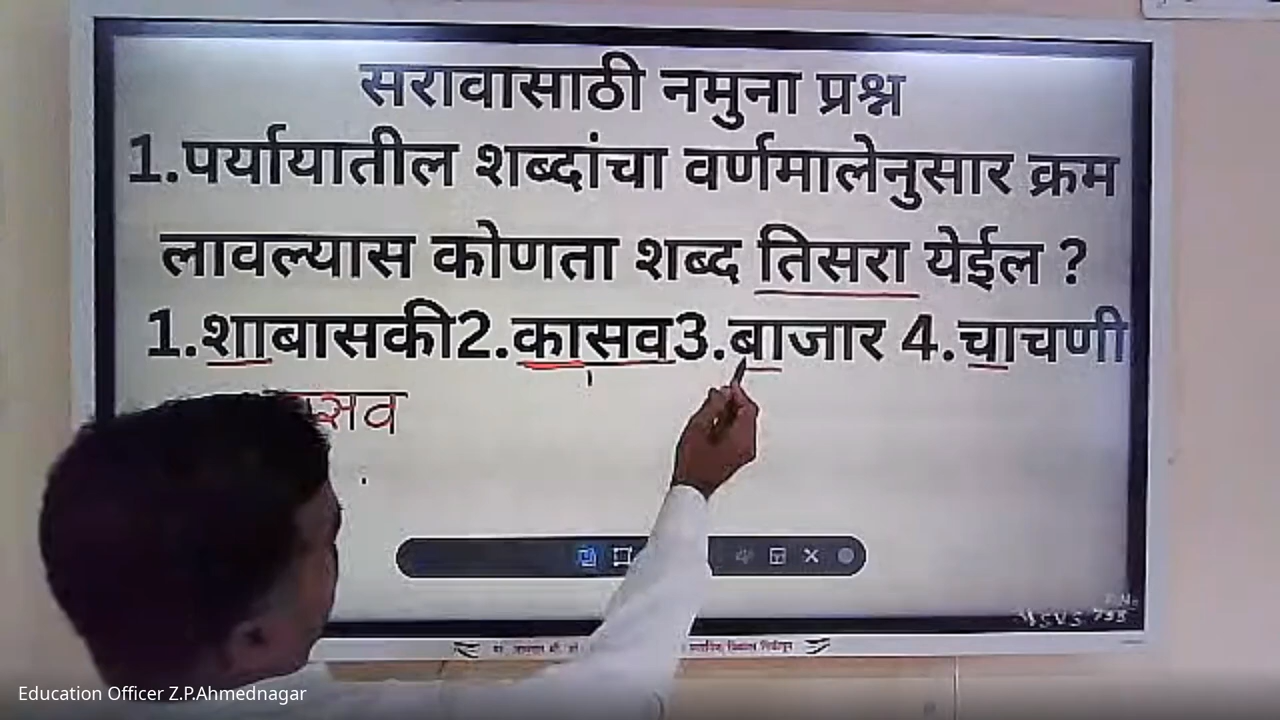 सरावासाठी नमुना प्रश्न
1.पर्यायातील शब्दांचा वर्णमालेनुसार क्रम
लावल्यास कोणता शब्द तिसरा येईल ?
1.शाबासकी2.कासव3.बाजार 4.चाचणी
Education Officer Z.P.Ahmednagar